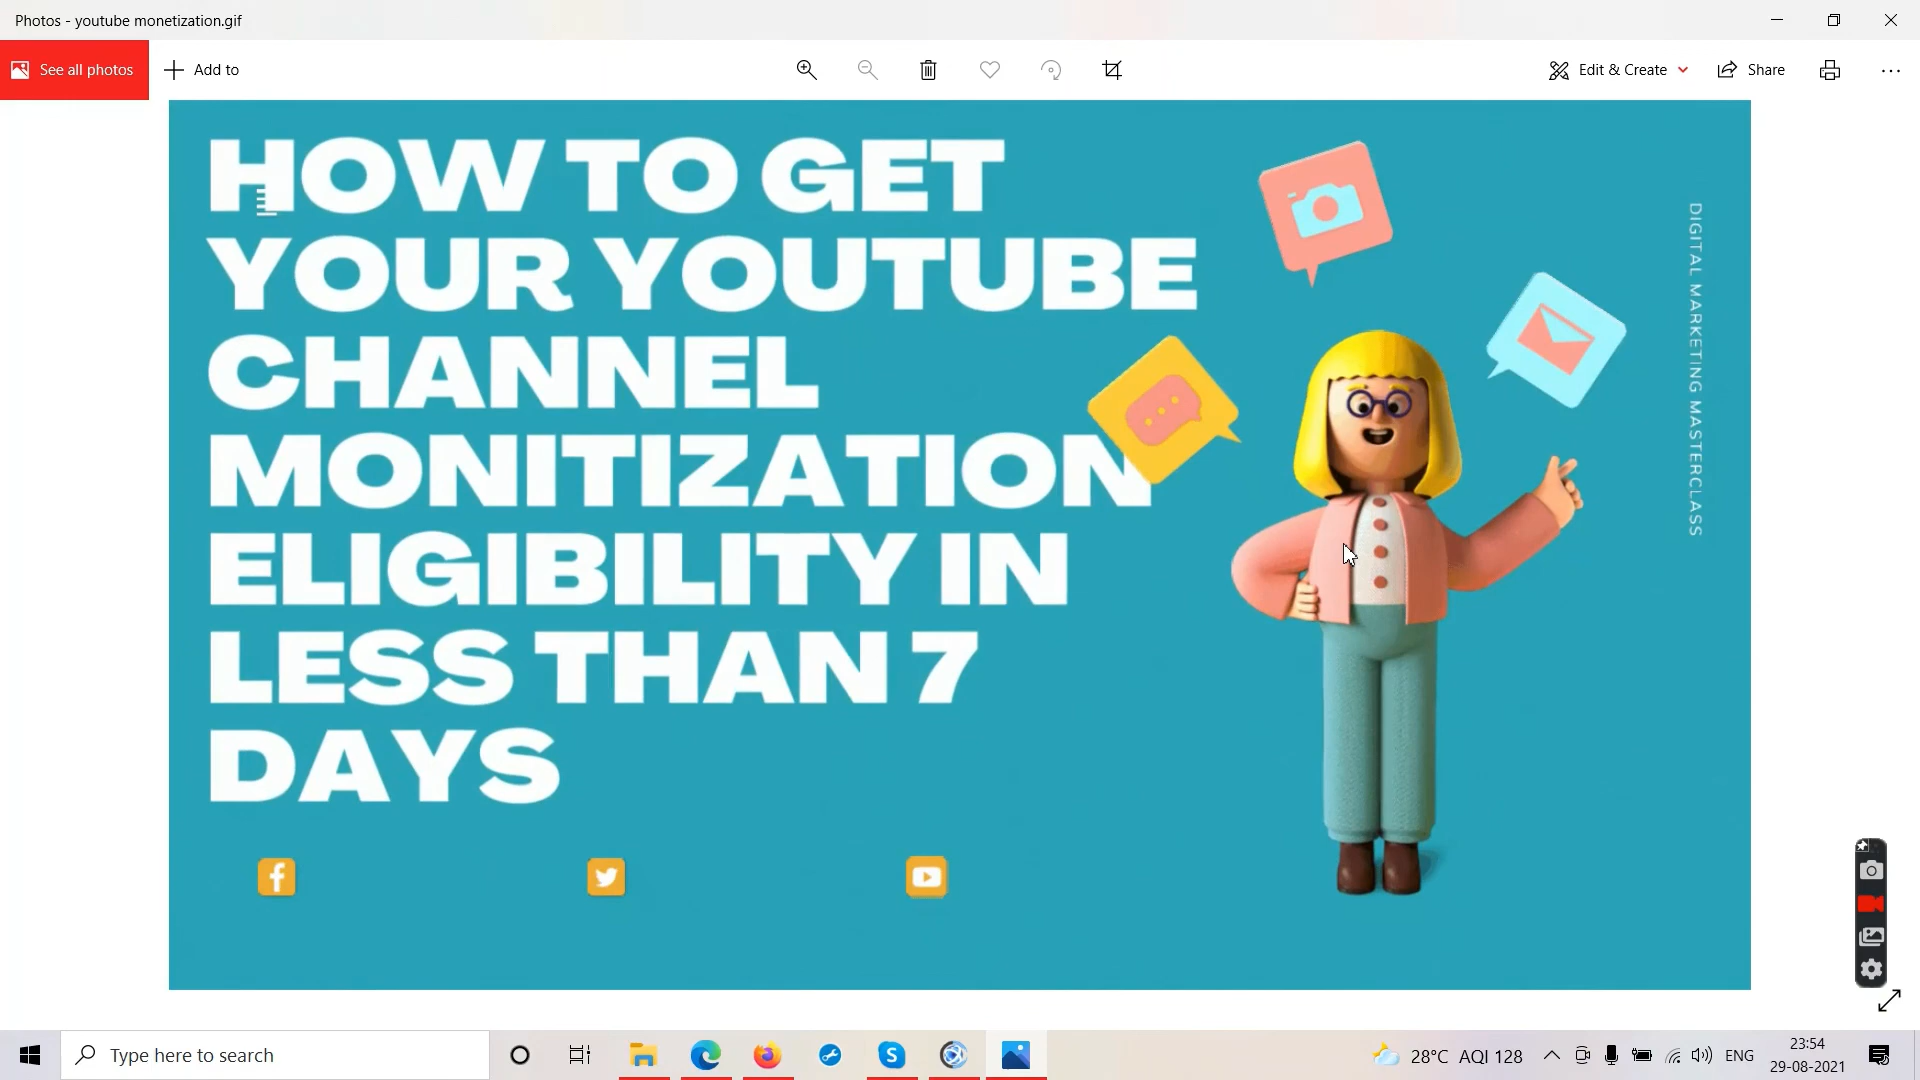 Photos - youtube monetization.gif
See all photos
Add to
Edit & Create
Share
HOW TO GET
YOUR YOUTUBE
CHANNEL
MONITIZATION
ELIGIBILITY IN
LESS THAN 7
DAYS
DIGITAL MARKETING MASTERCLASS
Type here to search
28°C AQI 128
ENG
23:54
29-08-2021